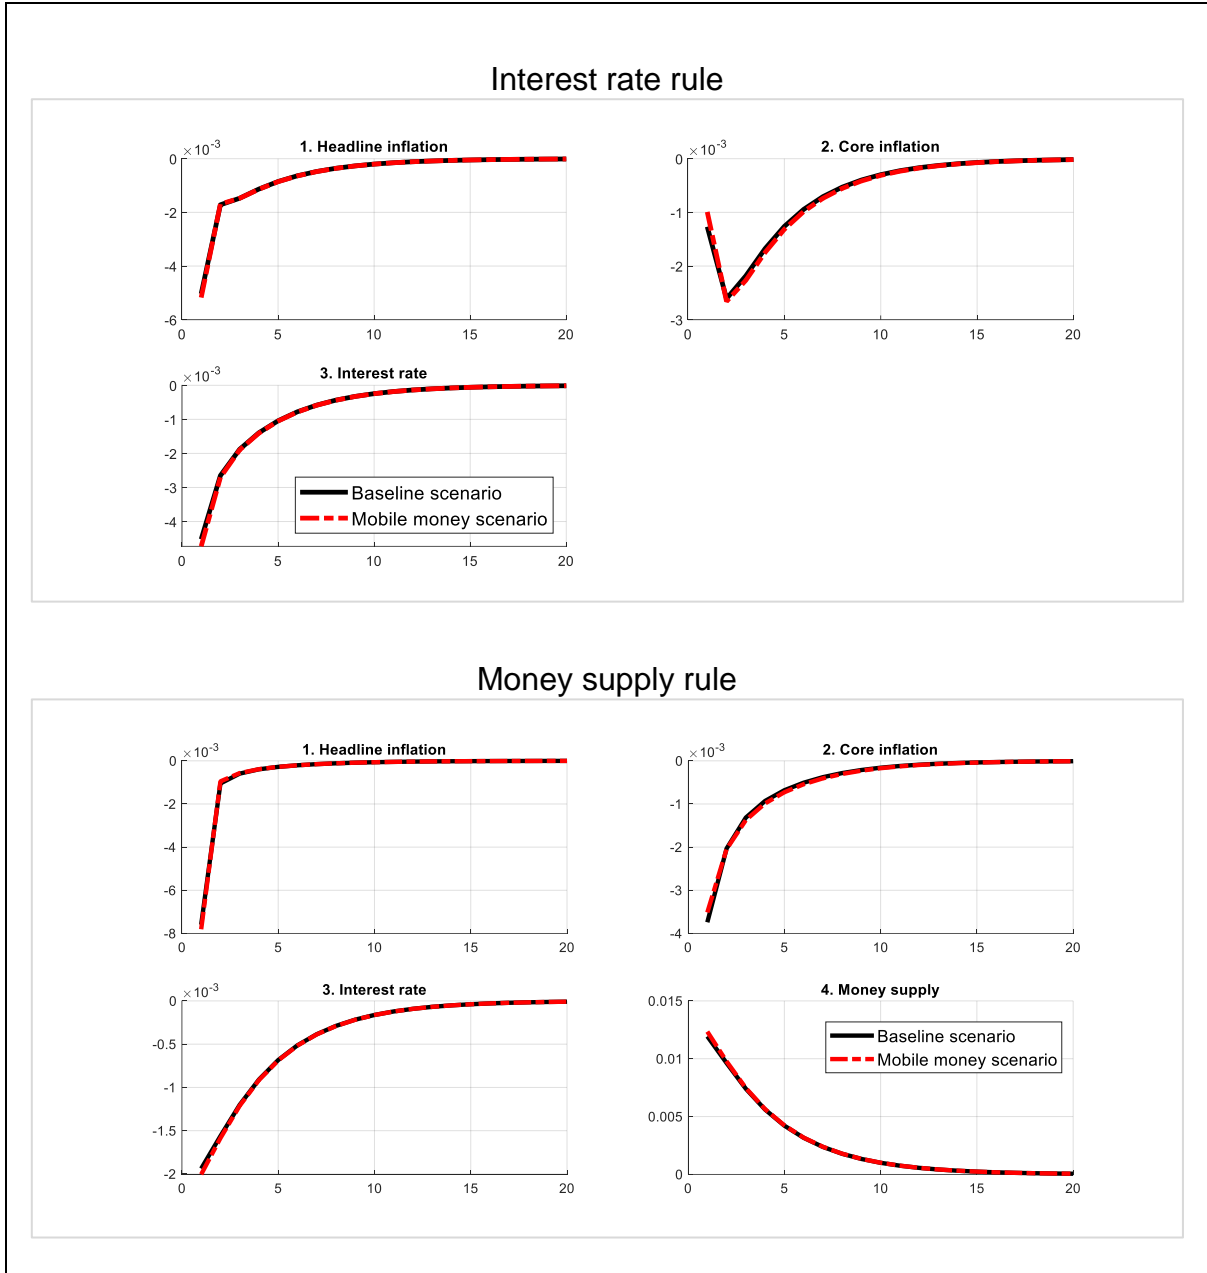 Interest rate rule
1. Headline inflation
×10-3
0
-2
-4
-6
0 5 10 15 20
2. Core inflation
×10-3
0
-1
-2
-3
0 5 10 15 20
3. Interest rate
×10-3
0
-1
-2
-3
-4
0 5 10 15 20
Baseline scenario
Mobile money scenario
Money supply rule
1. Headline inflation
×10-3
0
-2
-4
-6
-8
0 5 10 15 20
2. Core inflation
×10-3
0
-1
-2
-3
-4
0 5 10 15 20
3. Interest rate
×10-3
0
-0.5
-1
-1.5
-2
0 5 10 15 20
4. Money supply
0.015
0.01
0.005
0
0 5 10 15 20
Baseline scenario
Mobile money scenario